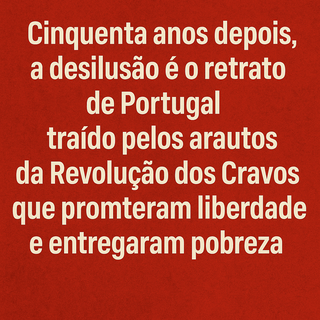 Cinquenta anos depois,
a desilusão é o retrato
de Portugal
traído pelos arautos
da Revolução dos Cravos
que promteram liberdade
e entregaram pobreza